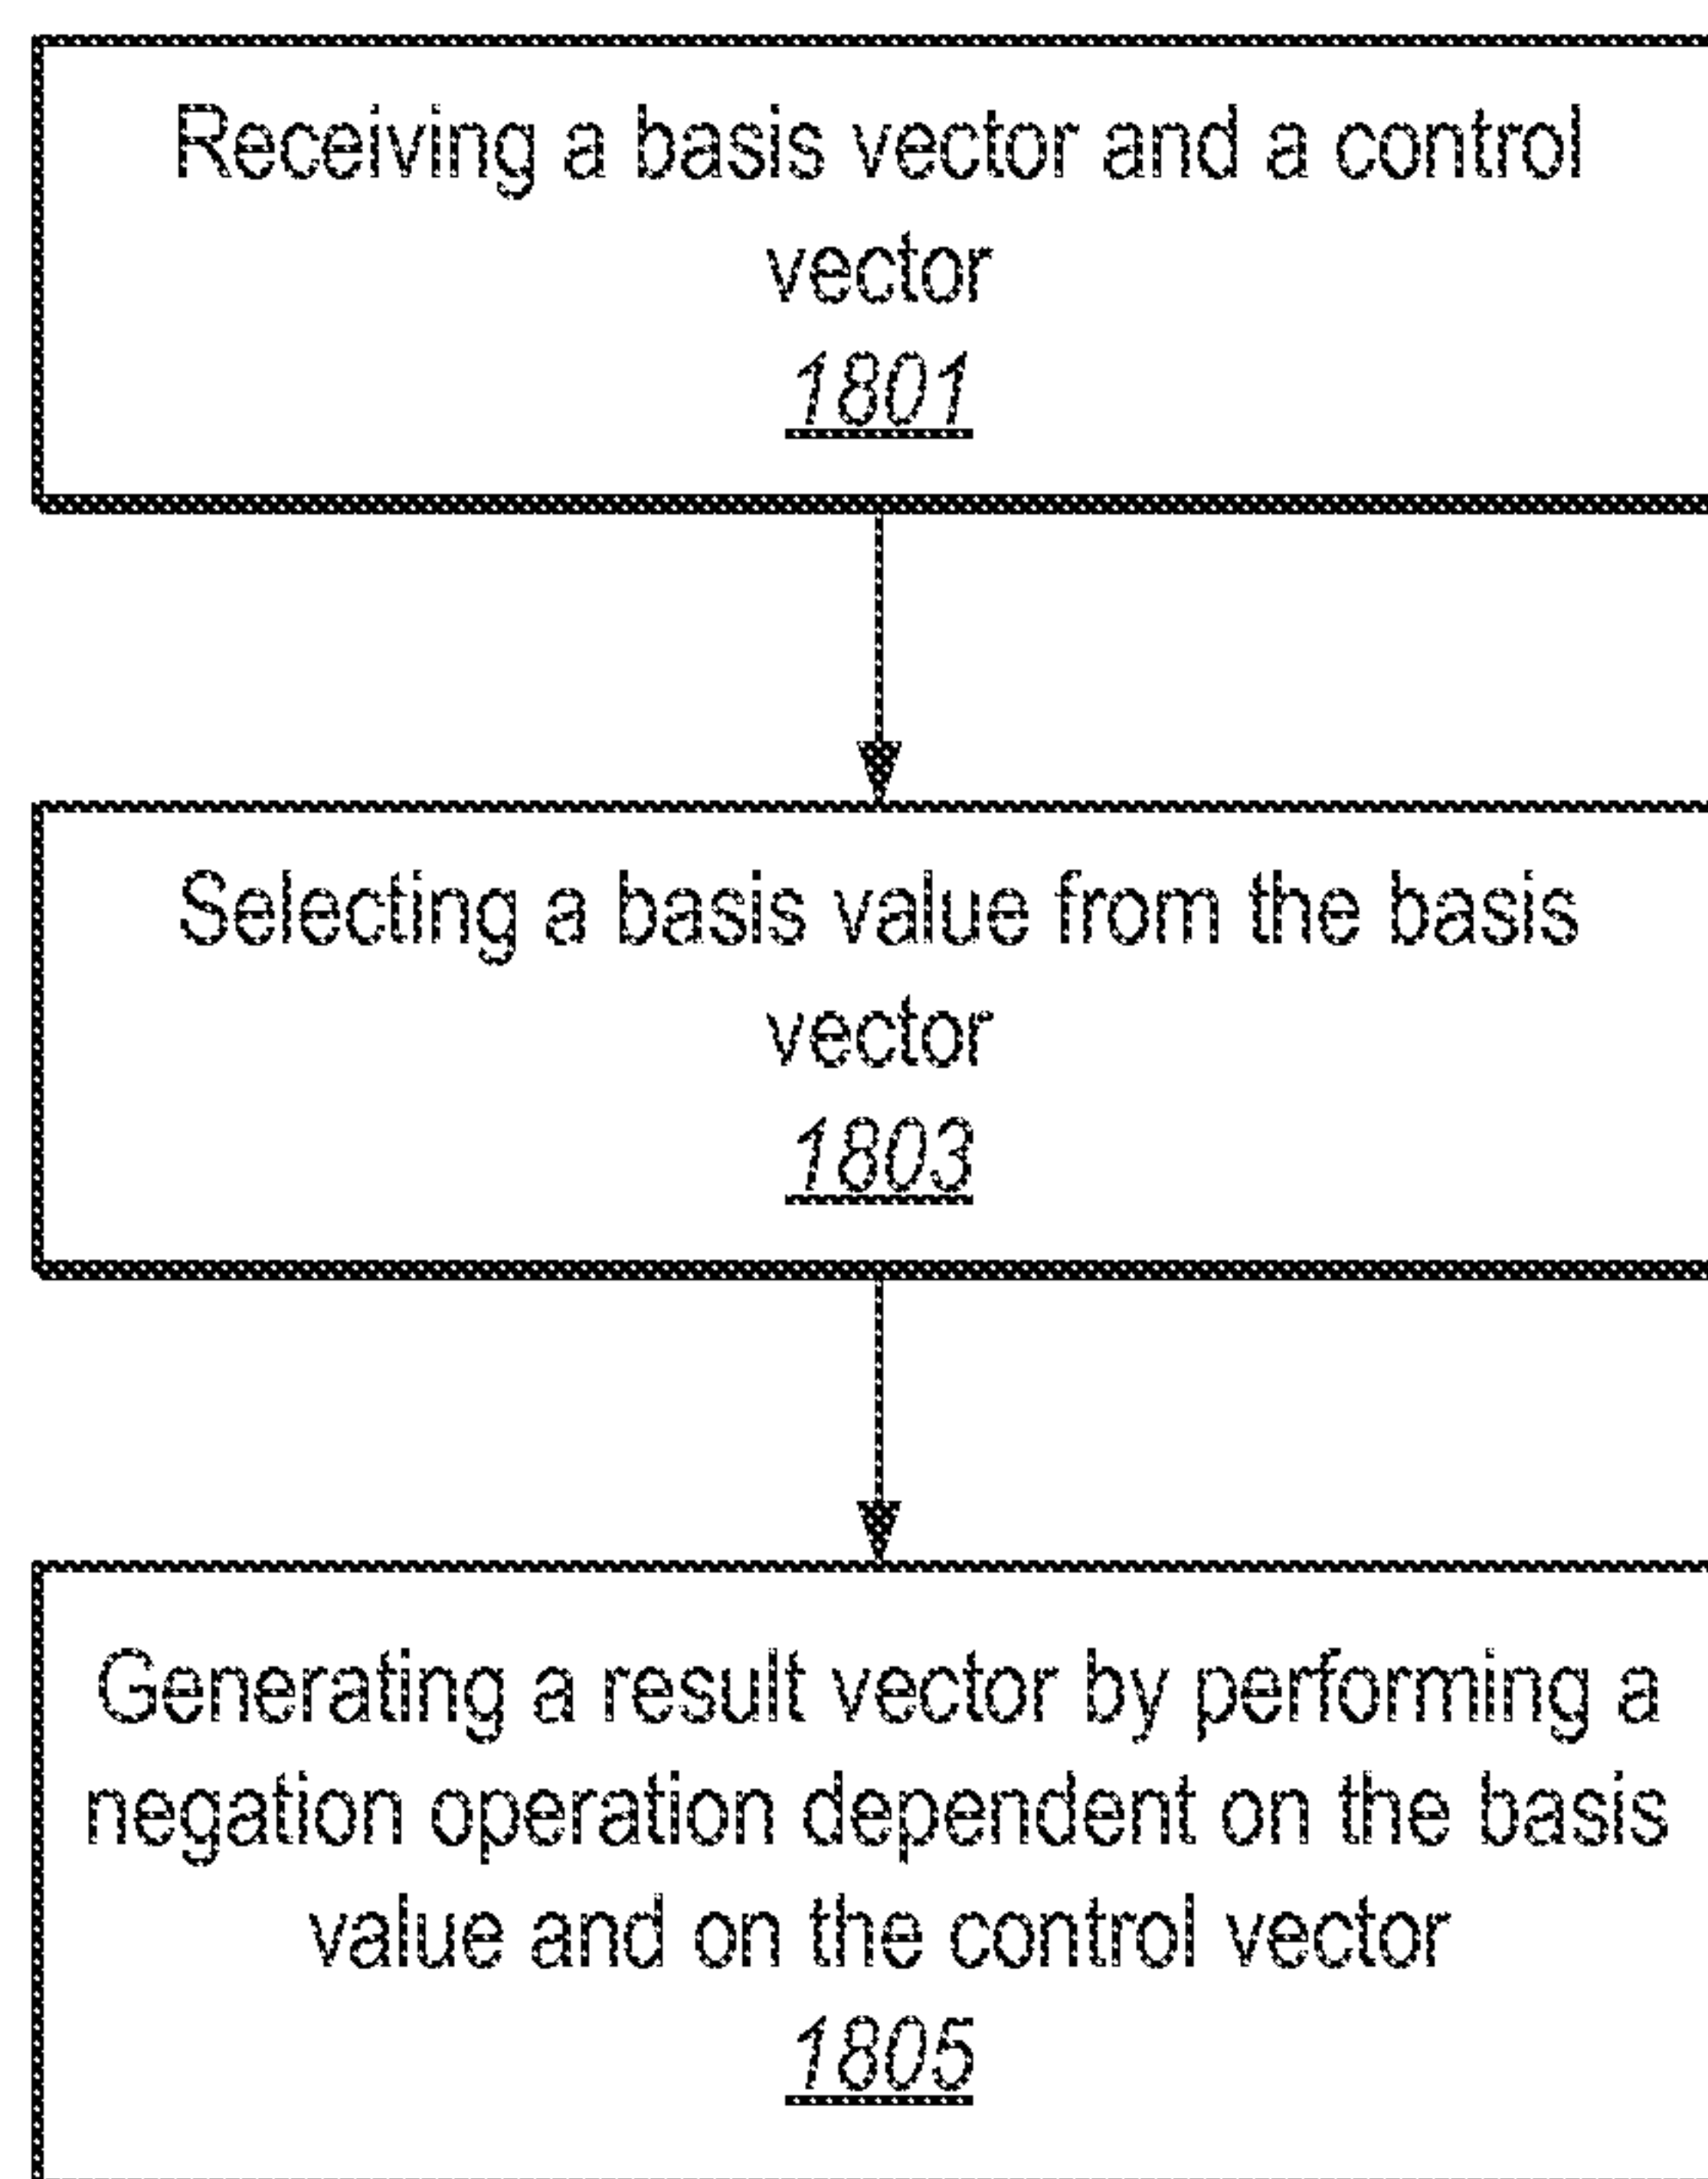 Receiving a basis vector and a control
vector
1801
Selecting a basis value from the basis
vector
1803
Generating a result vector by performing a
negation operation dependent on the basis
value and on the control vector
1805